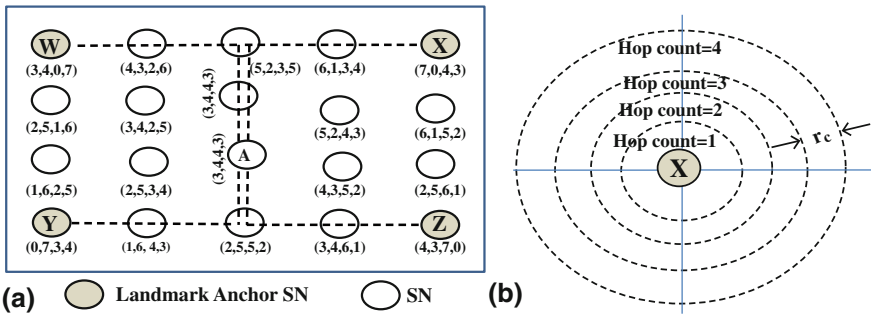 W
X
(3,4,0,7)
(4,3,2,6)
(5,2,3,5)
(6,1,3,4)
(7,0,4,3)
(3,4,4,3)
(2,5,1,6)
(3,4,2,5)
(5,2,4,3)
(6,1,5,2)
A
(3,4,4,3)
(1,6,2,5)
(2,5,3,4)
(4,3,5,2)
(2,5,6,1)
Y
Z
(0,7,3,4)
(1,6, 4,3)
(2,5,5,2)
(3,4,6,1)
(4,3,7,0)
(a)
Landmark Anchor SN
SN
Hop count=4
Hop count=3
Hop count=2
Hop count=1
rc
X
(b)